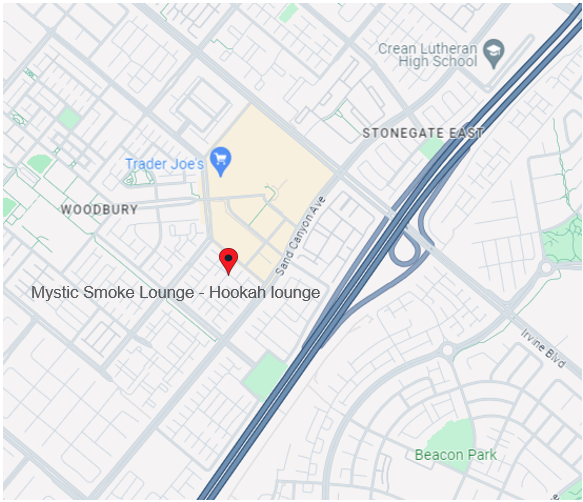 Crean Lutheran
High School
STONEGATE EAST
Trader Joe's
WOODBURY
Sand Canyon Ave
Mystic Smoke Lounge - Hookah lounge
Irvine Blvd
Beacon Park